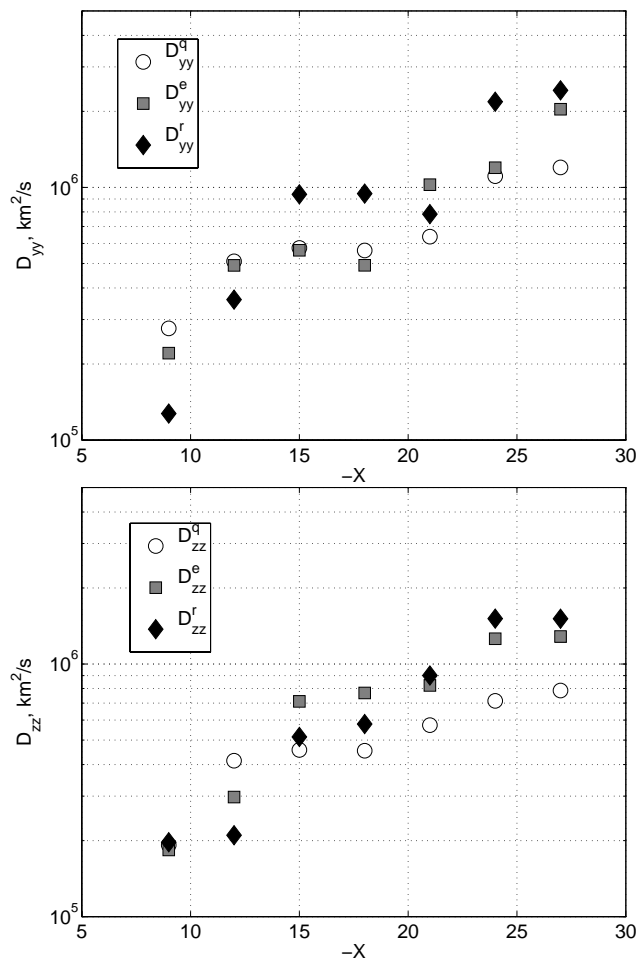 10^6
10^5
D_yy, km^2/s
D^q_yy
D^e_yy
D^r_yy
5 10 15 20 25 30
−X
10^6
10^5
D_zz, km^2/s
D^q_zz
D^e_zz
D^r_zz
5 10 15 20 25 30
−X